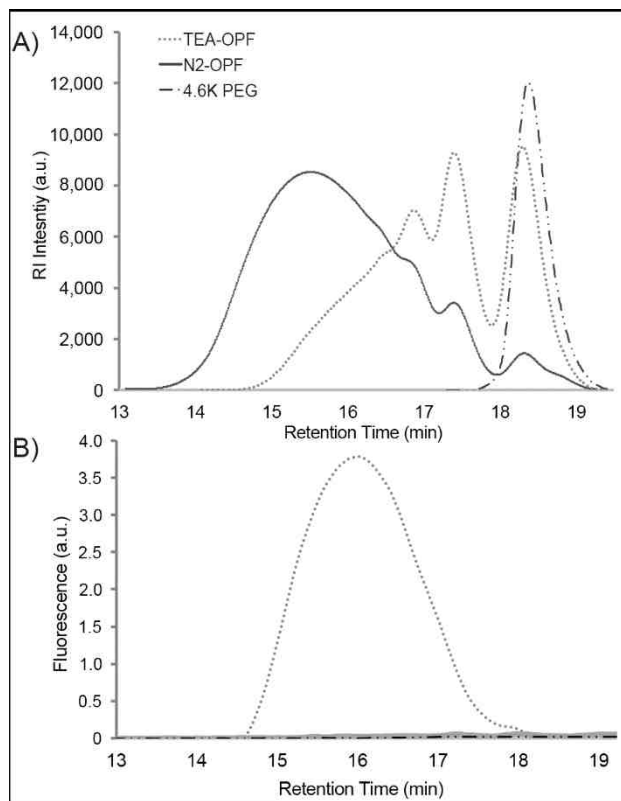 A)
TEA-OPF
N2-OPF
4.6K PEG
RI Intesntiy (a.u.)
14,000
12,000
10,000
8,000
6,000
4,000
2,000
0
13 14 15 16 17 18 19
Retention Time (min)
B)
Fluorescence (a.u.)
4.0
3.5
3.0
2.5
2.0
1.5
1.0
0.5
0
13 14 15 16 17 18 19
Retention Time (min)